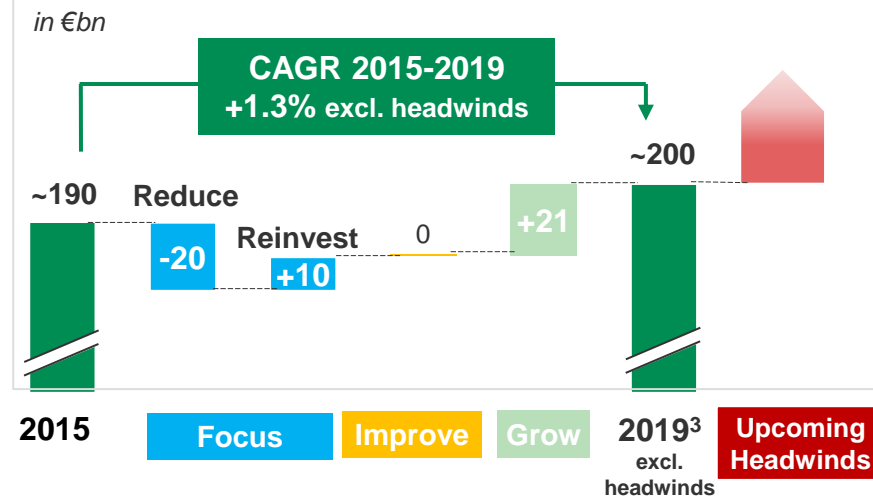 in €bn
CAGR 2015-2019
+1.3% excl. headwinds
~190
Reduce
-20
Reinvest
+10
0
+21
~200
2015
Focus
Improve
Grow
2019³
excl.
headwinds
Upcoming
Headwinds